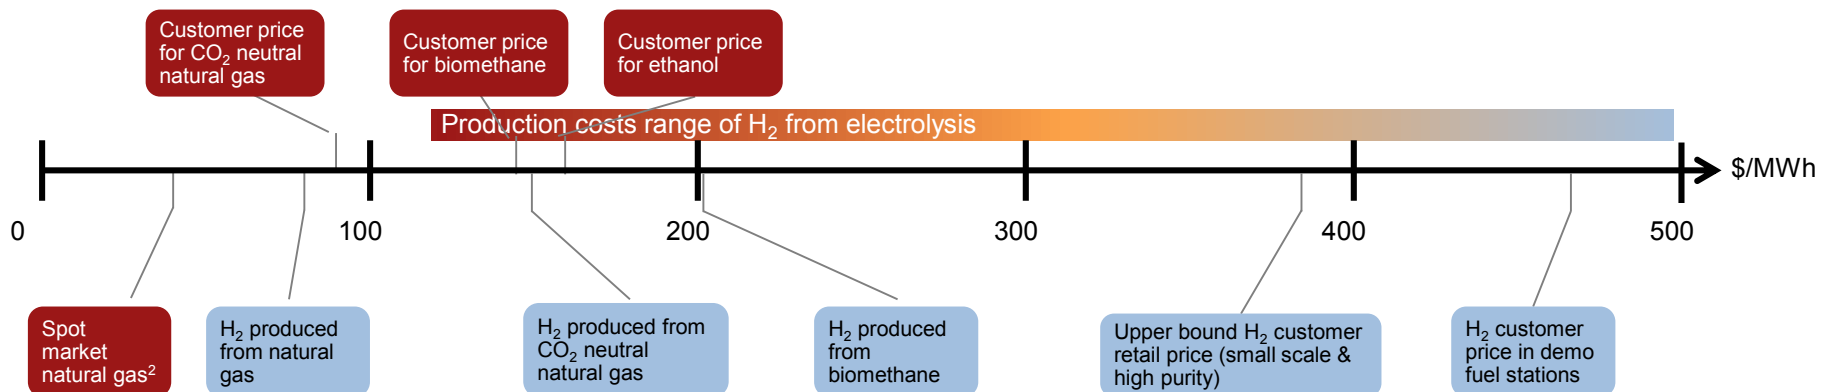 Customer price
for CO₂ neutral
natural gas
Customer price
for biomethane
Customer price
for ethanol
Production costs range of H₂ from electrolysis
$/MWh
0
100
200
300
400
500
Spot
market
natural gas²
H₂ produced
from natural
gas
H₂ produced from
CO₂ neutral
natural gas
H₂ produced
from
biomethane
Upper bound H₂ customer
retail price (small scale &
high purity)
H₂ customer
price in demo
fuel stations